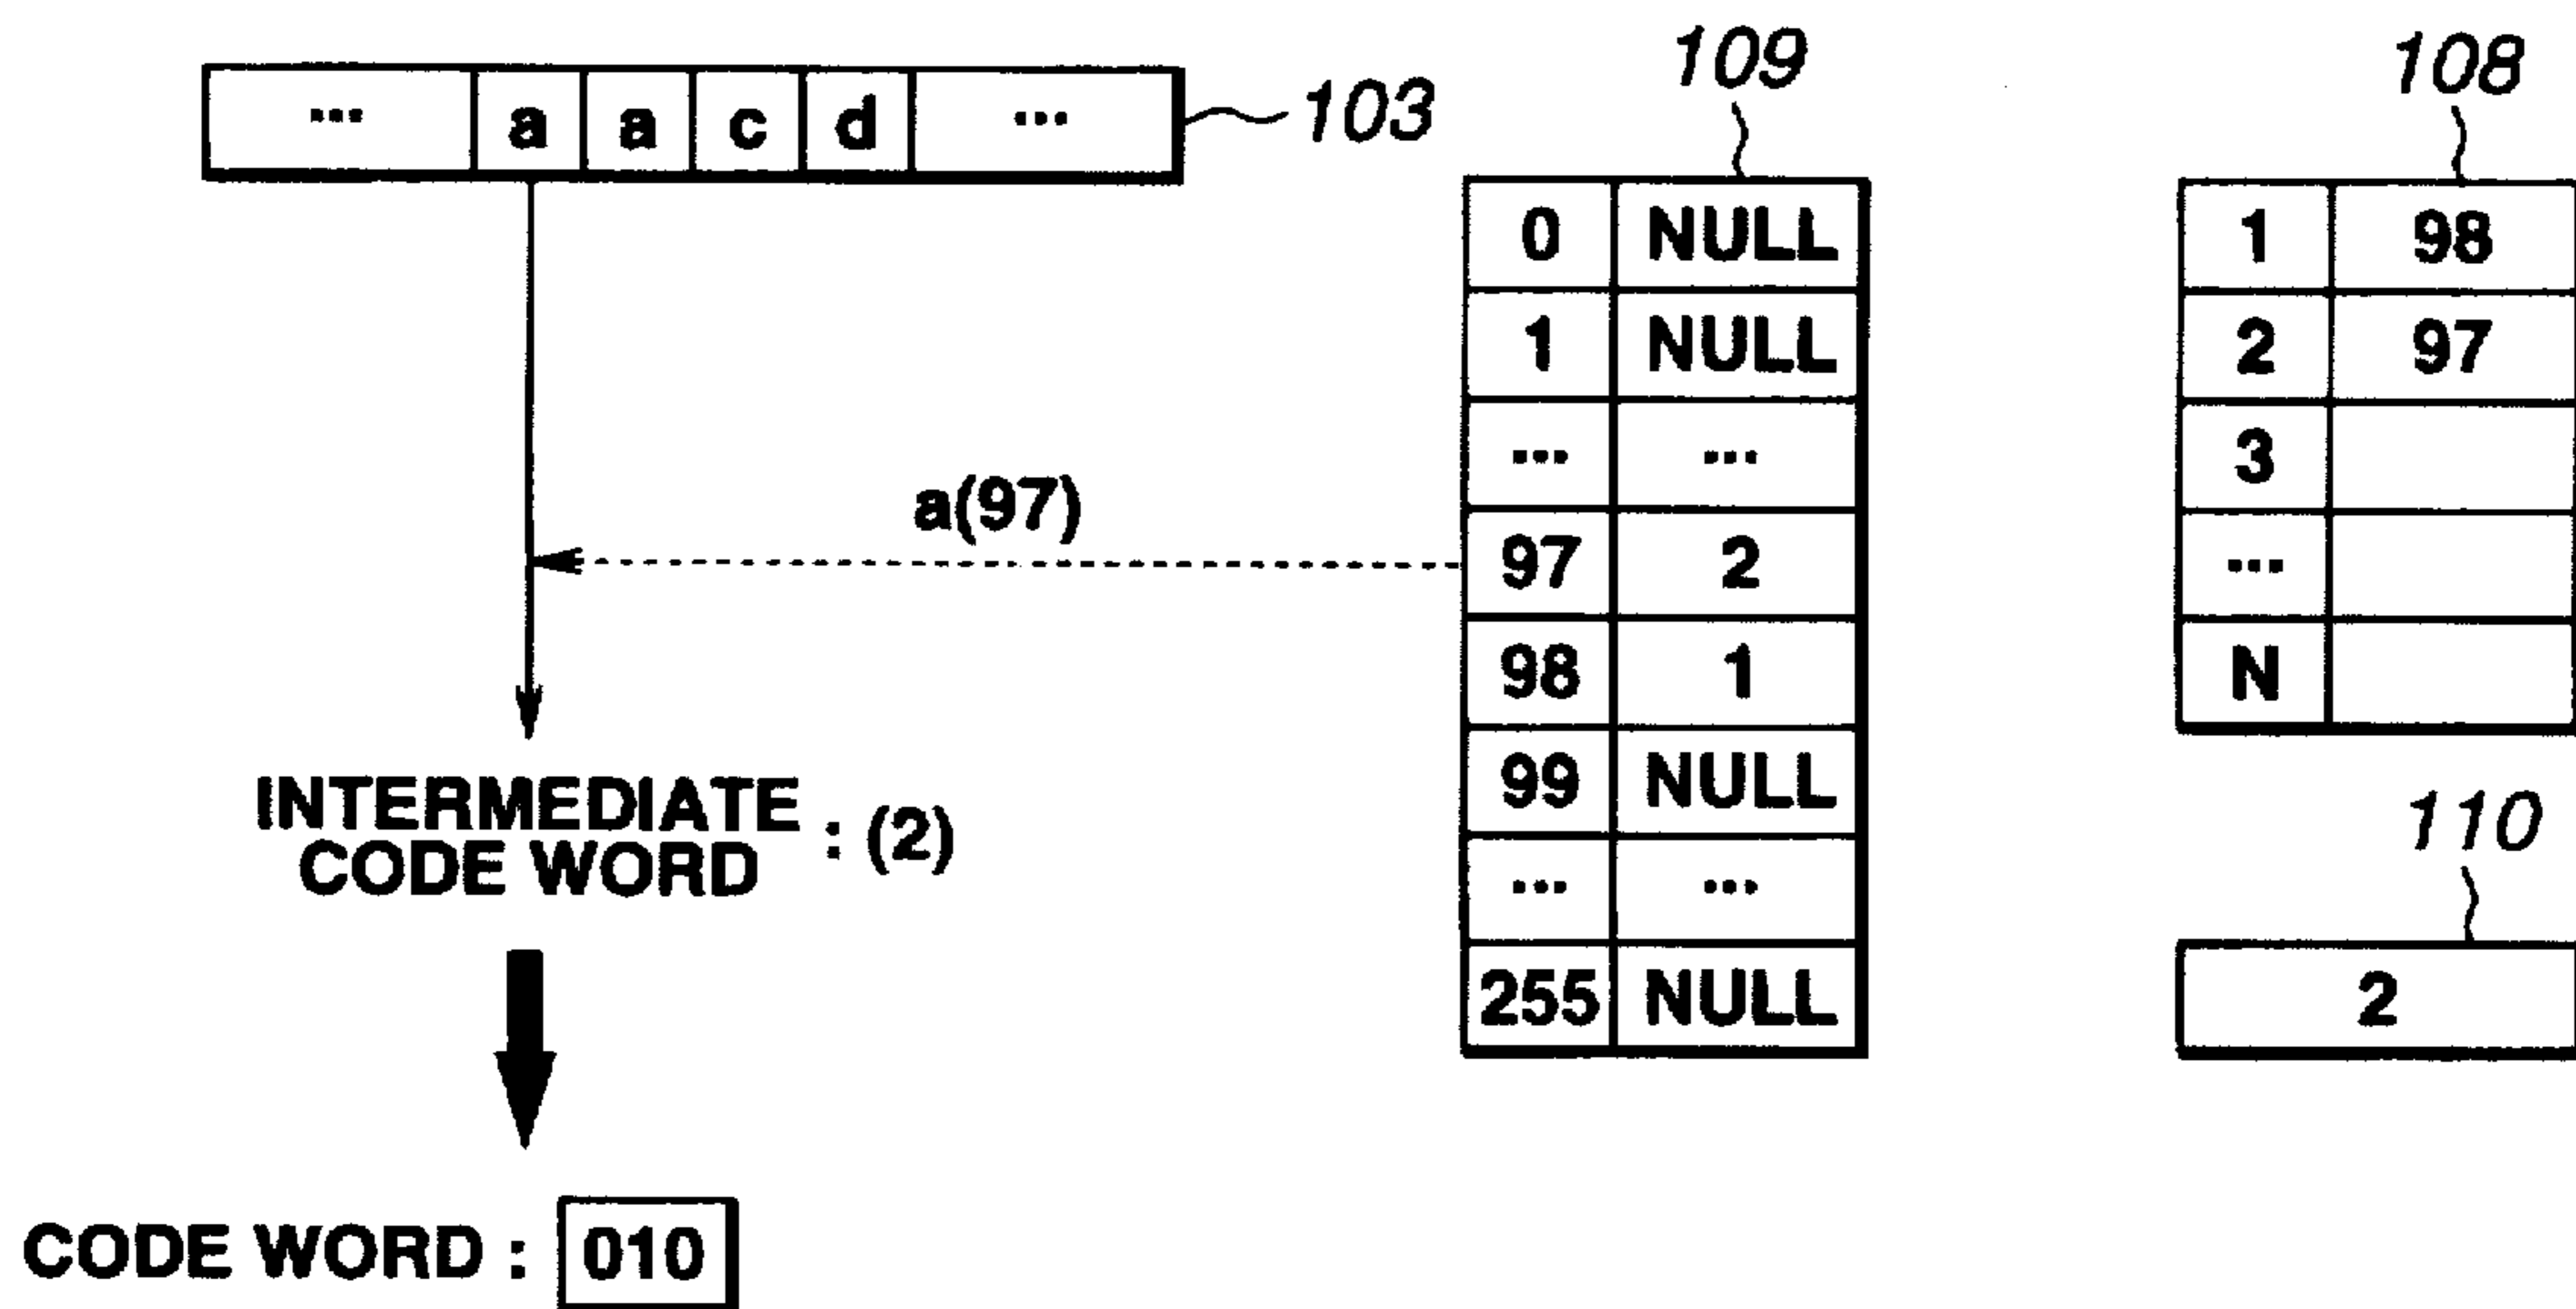 ... a a c d ... 103
109
0 NULL
1 NULL
... ...
97 2
98 1
99 NULL
... ...
255 NULL
108
1 98
2 97
3
...
N
110
2
a(97)
INTERMEDIATE
CODE WORD : (2)
CODE WORD : 010